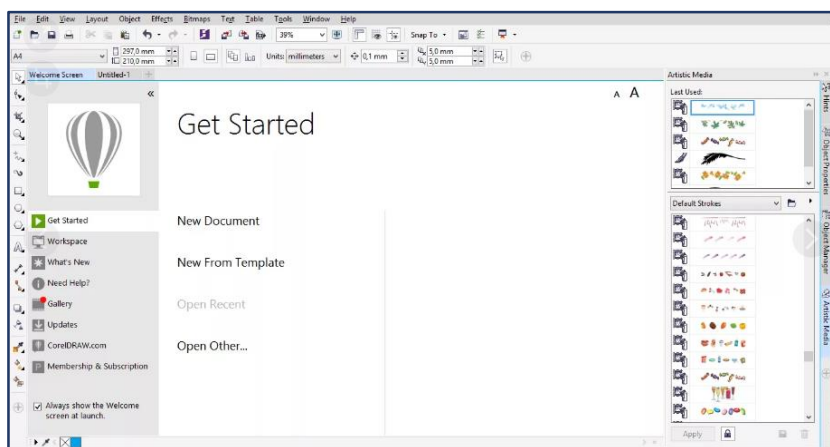 File Edit View Layout Object Effects Bitmaps Text Table Tools Window Help
39% Snap To
A4 297,0 mm 210,0 mm Units: millimeters 0,1 mm 5,0 mm 5,0 mm
Welcome Screen Untitled-1
Artistic Media
Last Used:
A A
Get Started
Get Started
Workspace
What's New
Need Help?
Gallery
Updates
CorelDRAW.com
Membership & Subscription
Always show the Welcome
screen at launch.
New Document
New From Template
Open Recent
Open Other...
Default Strokes
Apply
Hints
Object Properties
Object Manager
Artistic Media